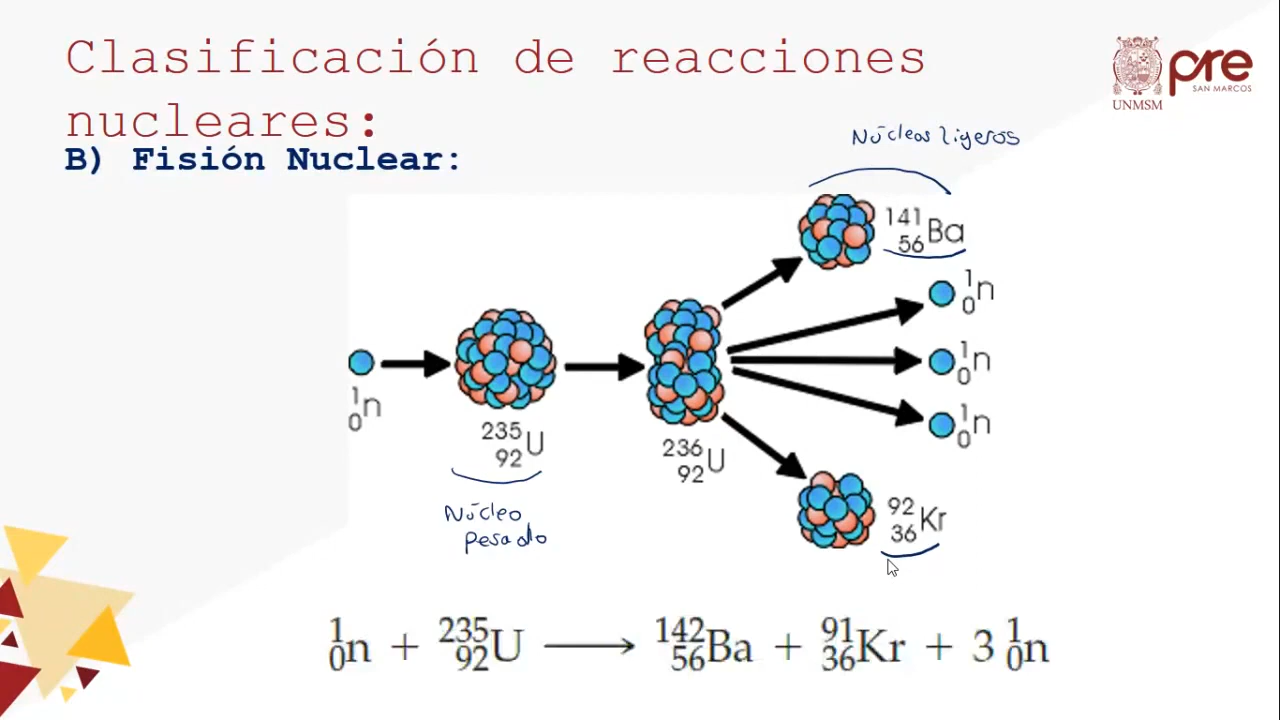 Clasificación de reacciones
nucleares:
B) Fisión Nuclear:
UNMSM
pre
SAN MARCOS
Núcleos ligeros
141
56 Ba
1
0 n
1
0 n
1
0 n
1
0 n
235
92 U
236
92 U
Núcleo
pesado
92
36 Kr
1 0 n + 235 92 U ⟶ 142 56 Ba + 91 36 Kr + 3 1 0 n